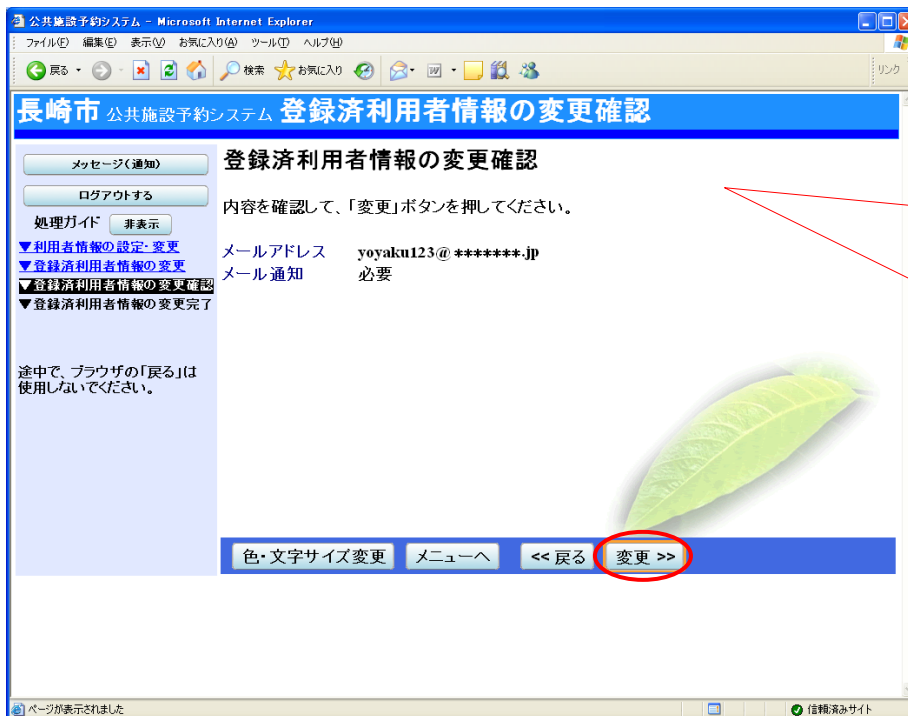 公共施設予約システム - Microsoft Internet Explorer
ファイル(F) 編集(E) 表示(V) お気に入り(A) ツール(T) ヘルプ(H)
戻る 検索 お気に入り リンク
長崎市 公共施設予約システム 登録済利用者情報の変更確認
メッセージ(通知)
ログアウトする
処理ガイド 非表示
▼利用者情報の設定・変更
▼登録済利用者情報の変更
▼登録済利用者情報の変更確認
▼登録済利用者情報の変更完了
途中で、ブラウザの「戻る」は
使用しないでください。
登録済利用者情報の変更確認
内容を確認して、「変更」ボタンを押してください。
メールアドレス yoyaku123@*******.jp
メール通知 必要
色・文字サイズ変更 メニューへ << 戻る 変更 >>
ページが表示されました 信頼済みサイト